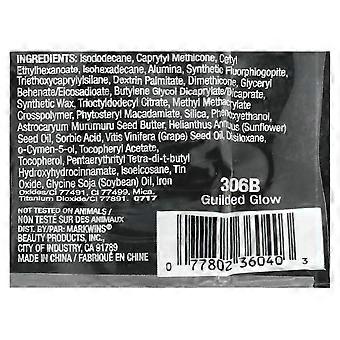 INGREDIENTS: Isododecane, Caprylyl Methicone, Cetyl
Ethylhexanoate, Isohexadecane, Alumina, Synthetic Fluorphlogopite,
Triethoxycaprylylsilane, Dextrin Palmitate, Dimethicone, Glyceryl
Behenate/Eicosadioate, Butylene Glycol Dicaprylate/Dicaprate,
Synthetic Wax, Trioctyldodecyl Citrate, Methyl Methacrylate
Crosspolymer, Phytosteryl Macadamiate, Silica, Phenoxyethanol,
Astrocaryum Murumuru Seed Butter, Helianthus Annuus (Sunflower)
Seed Oil, Sorbic Acid, Vitis Vinifera (Grape) Seed Oil, Disiloxane,
o-Cymen-5-ol, Tocopheryl Acetate,
Tocopherol, Pentaerythrityl Tetra-di-t-butyl
Hydroxyhydrocinnamate, Isoelcosane, Tin
Oxide, Glycine Soja (Soybean) Oil, Iron
Oxides/CI 77491, CI 77499, Mica,
Titanium Dioxide/CI 77891. 0717
306B
Guilded Glow
NOT TESTED ON ANIMALS /
NON TESTÉ SUR DES ANIMAUX
DIST. BY/PAR: MARKWINS®
BEAUTY PRODUCTS, INC.,
CITY OF INDUSTRY, CA 91789
MADE IN CHINA / FABRIQUÉ EN CHINE
0 77802 36040 3